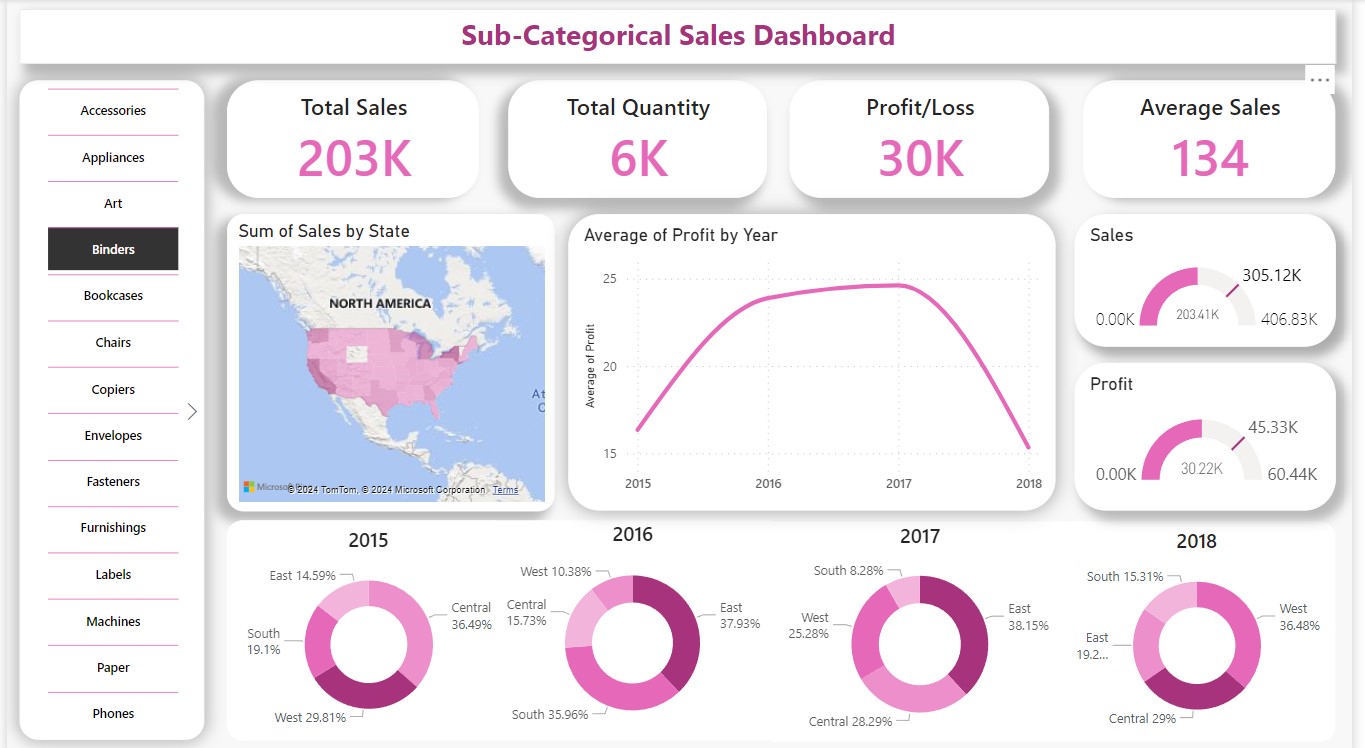 Sub-Categorical Sales Dashboard
Accessories
Appliances
Art
Binders
Bookcases
Chairs
Copiers
Envelopes
Fasteners
Furnishings
Labels
Machines
Paper
Phones
Total Sales
203K
Total Quantity
6K
Profit/Loss
30K
Average Sales
134
Sum of Sales by State
NORTH AMERICA
At
O
Microsoft
© 2024 TomTom, © 2024 Microsoft Corporation Terms
Average of Profit by Year
Average of Profit
25
20
15
2015
2016
2017
2018
Sales
305.12K
0.00K
203.41K
406.83K
Profit
45.33K
0.00K
30.22K
60.44K
2015
East 14.59%
Central
36.49%
South
19.1%
West 29.81%
2016
West 10.38%
Central
15.73%
East
37.93%
South 35.96%
2017
South 8.28%
West
25.28%
East
38.15%
Central 28.29%
2018
South 15.31%
West
36.48%
East
19.2...
Central 29%